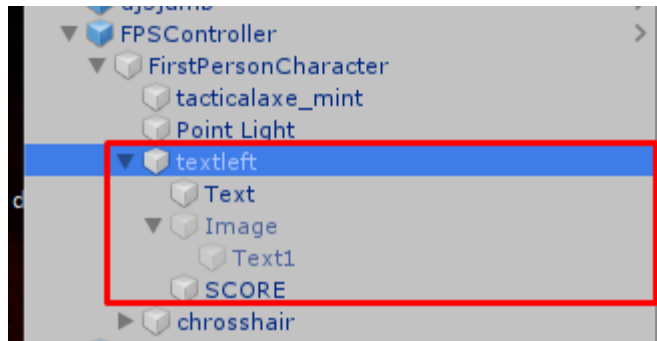 FPSController
FirstPersonCharacter
tacticalaxe_mint
Point Light
textleft
d
Text
Image
Text1
SCORE
chrosshair